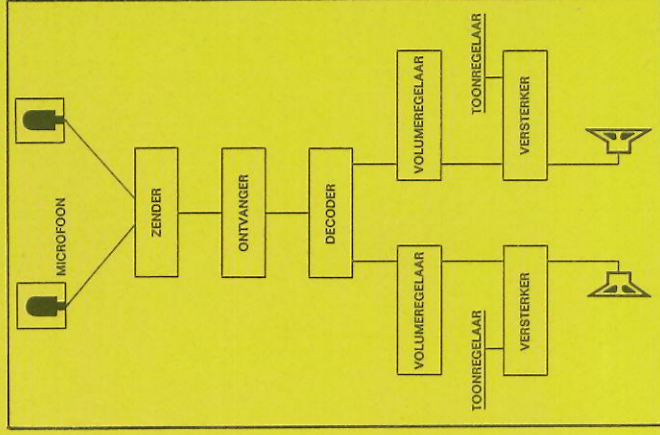 MICROFOON
ZENDER
ONTVANGER
DECODER
VOLUMEREGELAAR
VOLUMEREGELAAR
TOONREGELAAR
TOONREGELAAR
VERSTERKER
VERSTERKER